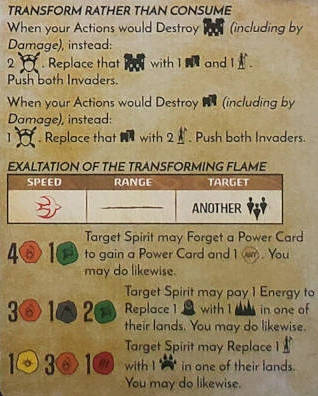 TRANSFORM RATHER THAN CONSUME
When your Actions would Destroy (including by
Damage), instead:
2 . Replace that with 1 and 1 .
Push both Invaders.
When your Actions would Destroy (including by
Damage), instead:
1 . Replace that with 2 . Push both Invaders.
EXALTATION OF THE TRANSFORMING FLAME
SPEED RANGE TARGET
ANOTHER
4 1 Target Spirit may Forget a Power Card
to gain a Power Card and 1 ANY . You
may do likewise.
3 1 2 Target Spirit may pay 1 Energy to
Replace 1 with 1 in one of
their lands. You may do likewise.
1 3 1 Target Spirit may Replace 1
with 1 in one of their lands.
You may do likewise.